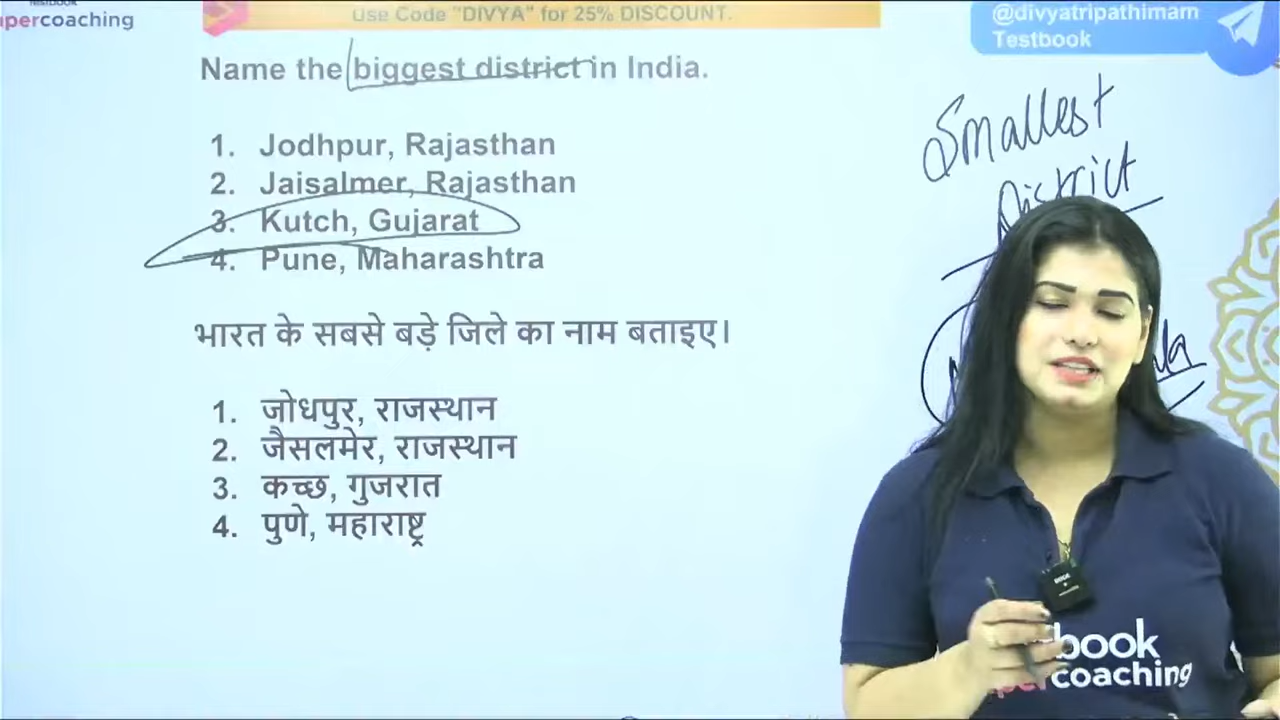 TESTBOOK
percoaching
Use Code "DIVYA" for 25% DISCOUNT.
@divyatripathimam
Testbook
Name the biggest district in India.
1. Jodhpur, Rajasthan
2. Jaisalmer, Rajasthan
3. Kutch, Gujarat
4. Pune, Maharashtra
Smallest
District
भारत के सबसे बड़े जिले का नाम बताइए।
1. जोधपुर, राजस्थान
2. जैसलमेर, राजस्थान
3. कच्छ, गुजरात
4. पुणे, महाराष्ट्र
book
coaching